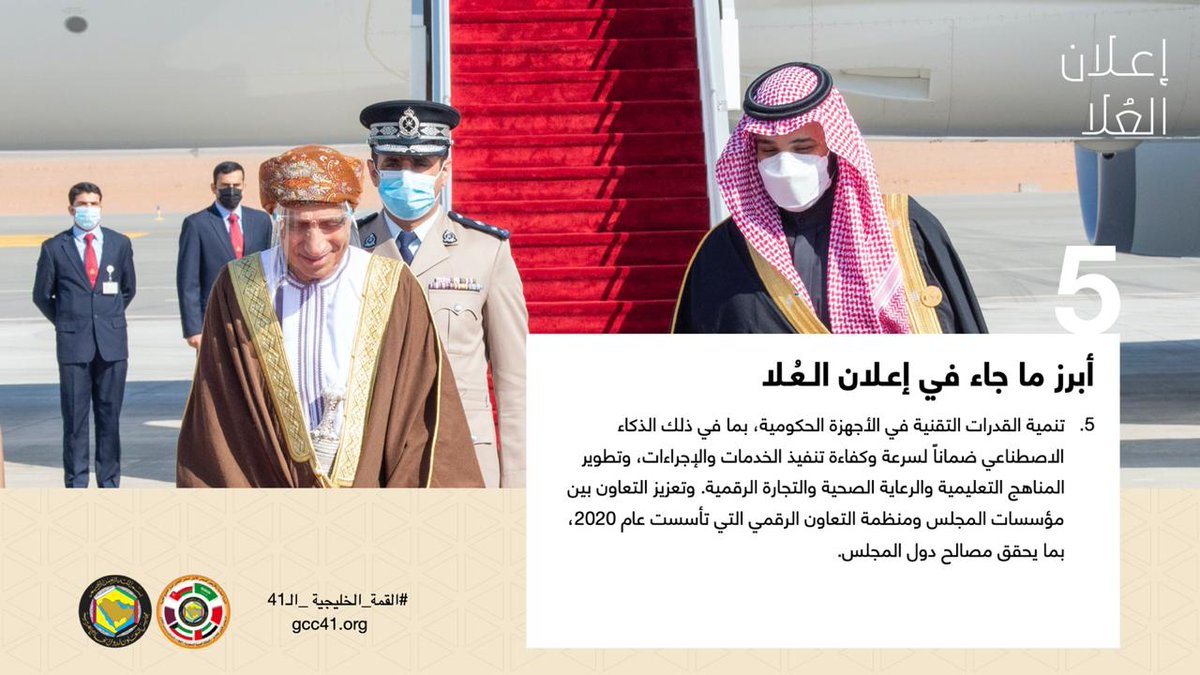 إعلان
العُلا
5
أبرز ما جاء في إعلان العُلا
5. تنمية القدرات التقنية في الأجهزة الحكومية، بما في ذلك الذكاء
الاصطناعي ضماناً لسرعة وكفاءة تنفيذ الخدمات والإجراءات، وتطوير
المناهج التعليمية والرعاية الصحية والتجارة الرقمية. وتعزيز التعاون بين
مؤسسات المجلس ومنظمة التعاون الرقمي التي تأسست عام 2020،
بما يحقق مصالح دول المجلس.
#القمة_الخليجية _الـ41
gcc41.org